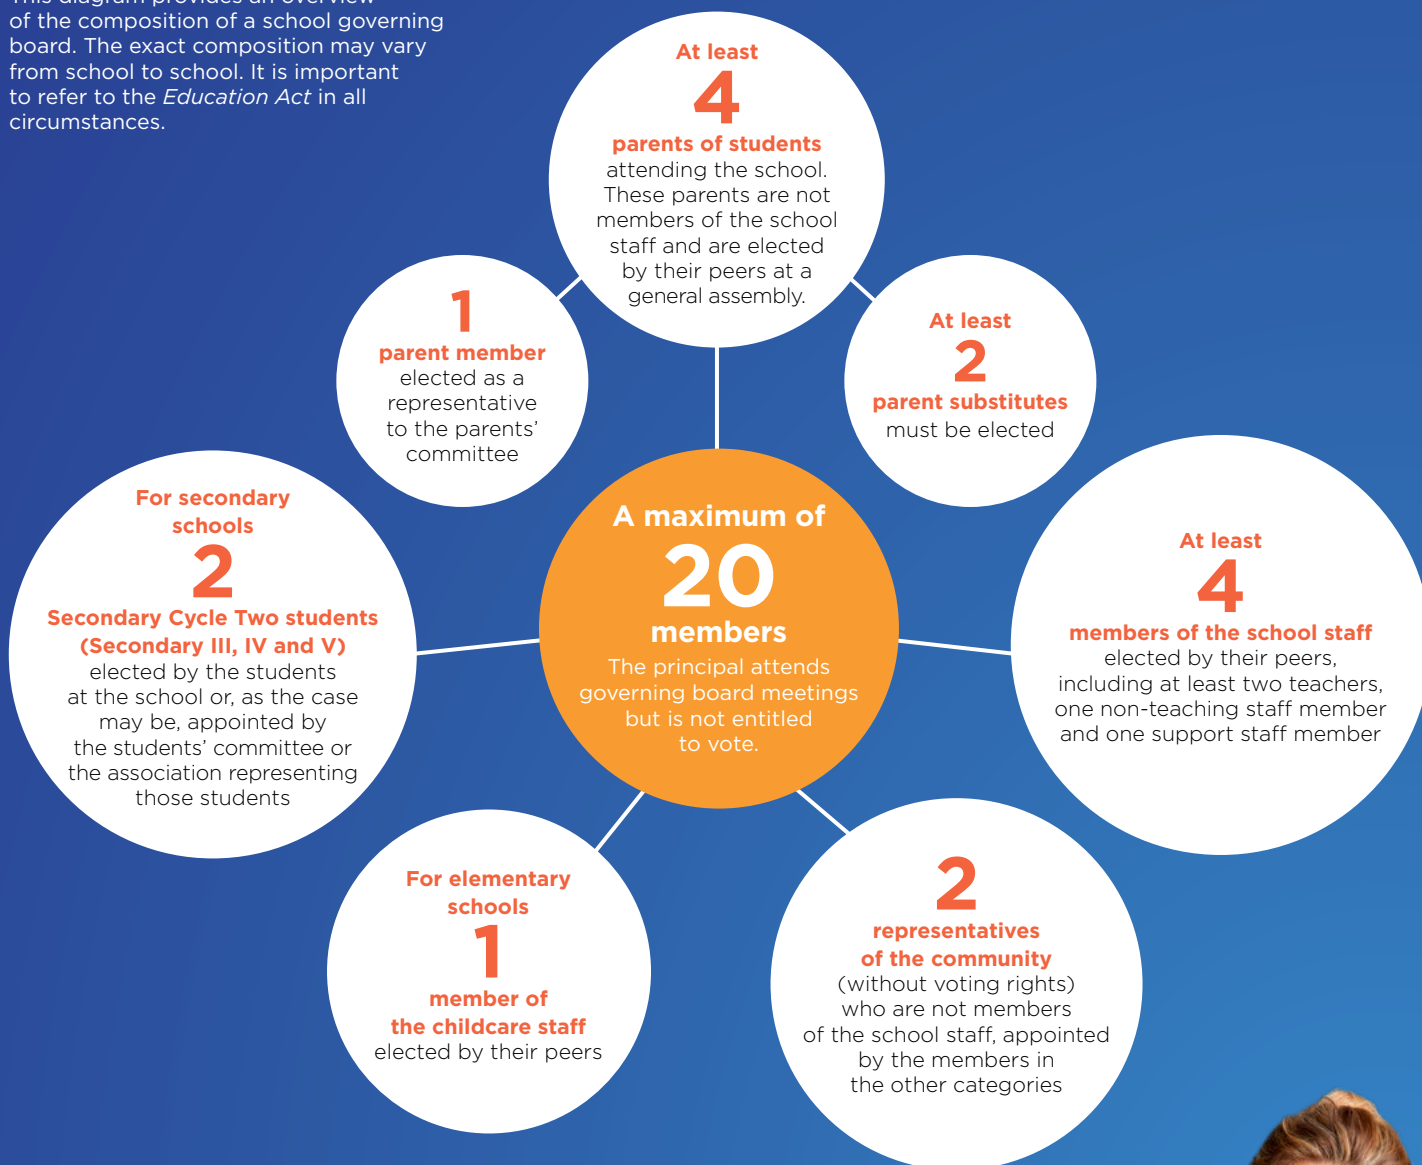 This diagram provides an overview
of the composition of a school governing
board. The exact composition may vary
from school to school. It is important
to refer to the Education Act in all
circumstances.
At least
4
parents of students
attending the school.
These parents are not
members of the school
staff and are elected
by their peers at a
general assembly.
1
parent member
elected as a
representative
to the parents’
committee
At least
2
parent substitutes
must be elected
For secondary
schools
2
Secondary Cycle Two students
(Secondary III, IV and V)
elected by the students
at the school or, as the case
may be, appointed by
the students’ committee or
the association representing
those students
A maximum of
20
members
The principal attends
governing board meetings
but is not entitled
to vote.
At least
4
members of the school staff
elected by their peers,
including at least two teachers,
one non-teaching staff member
and one support staff member
For elementary
schools
1
member of
the childcare staff
elected by their peers
2
representatives
of the community
(without voting rights)
who are not members
of the school staff, appointed
by the members in
the other categories